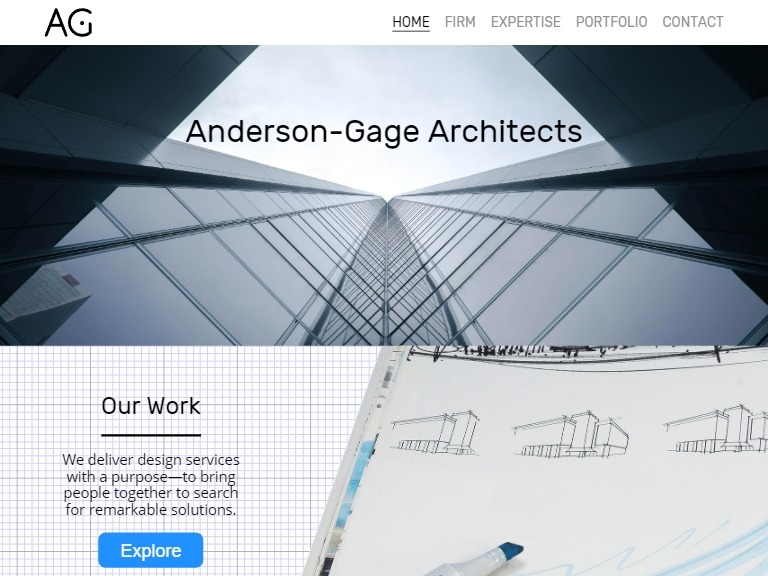 AG
HOME FIRM EXPERTISE PORTFOLIO CONTACT
Anderson-Gage Architects
Our Work
We deliver design services
with a purpose—to bring
people together to search
for remarkable solutions.
Explore